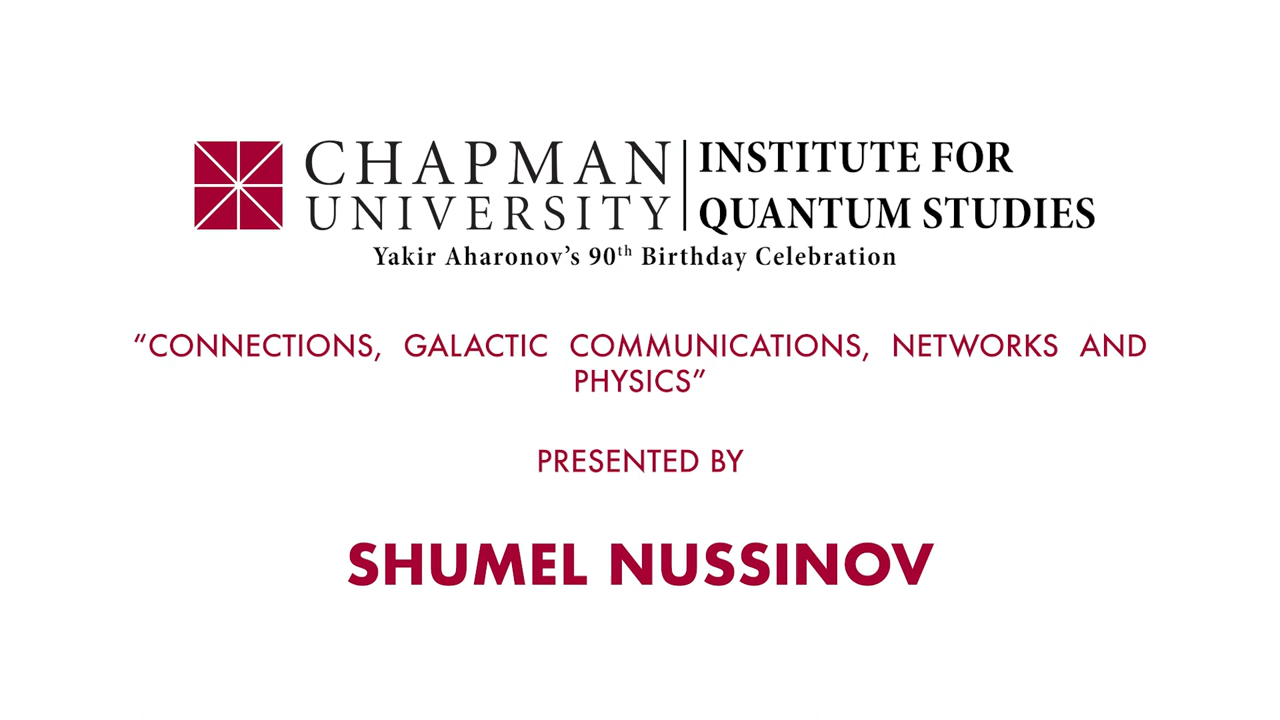 CHAPMAN
UNIVERSITY
INSTITUTE FOR
QUANTUM STUDIES
Yakir Aharonov’s 90th Birthday Celebration
“CONNECTIONS, GALACTIC COMMUNICATIONS, NETWORKS AND
PHYSICS”
PRESENTED BY
SHUMEL NUSSINOV